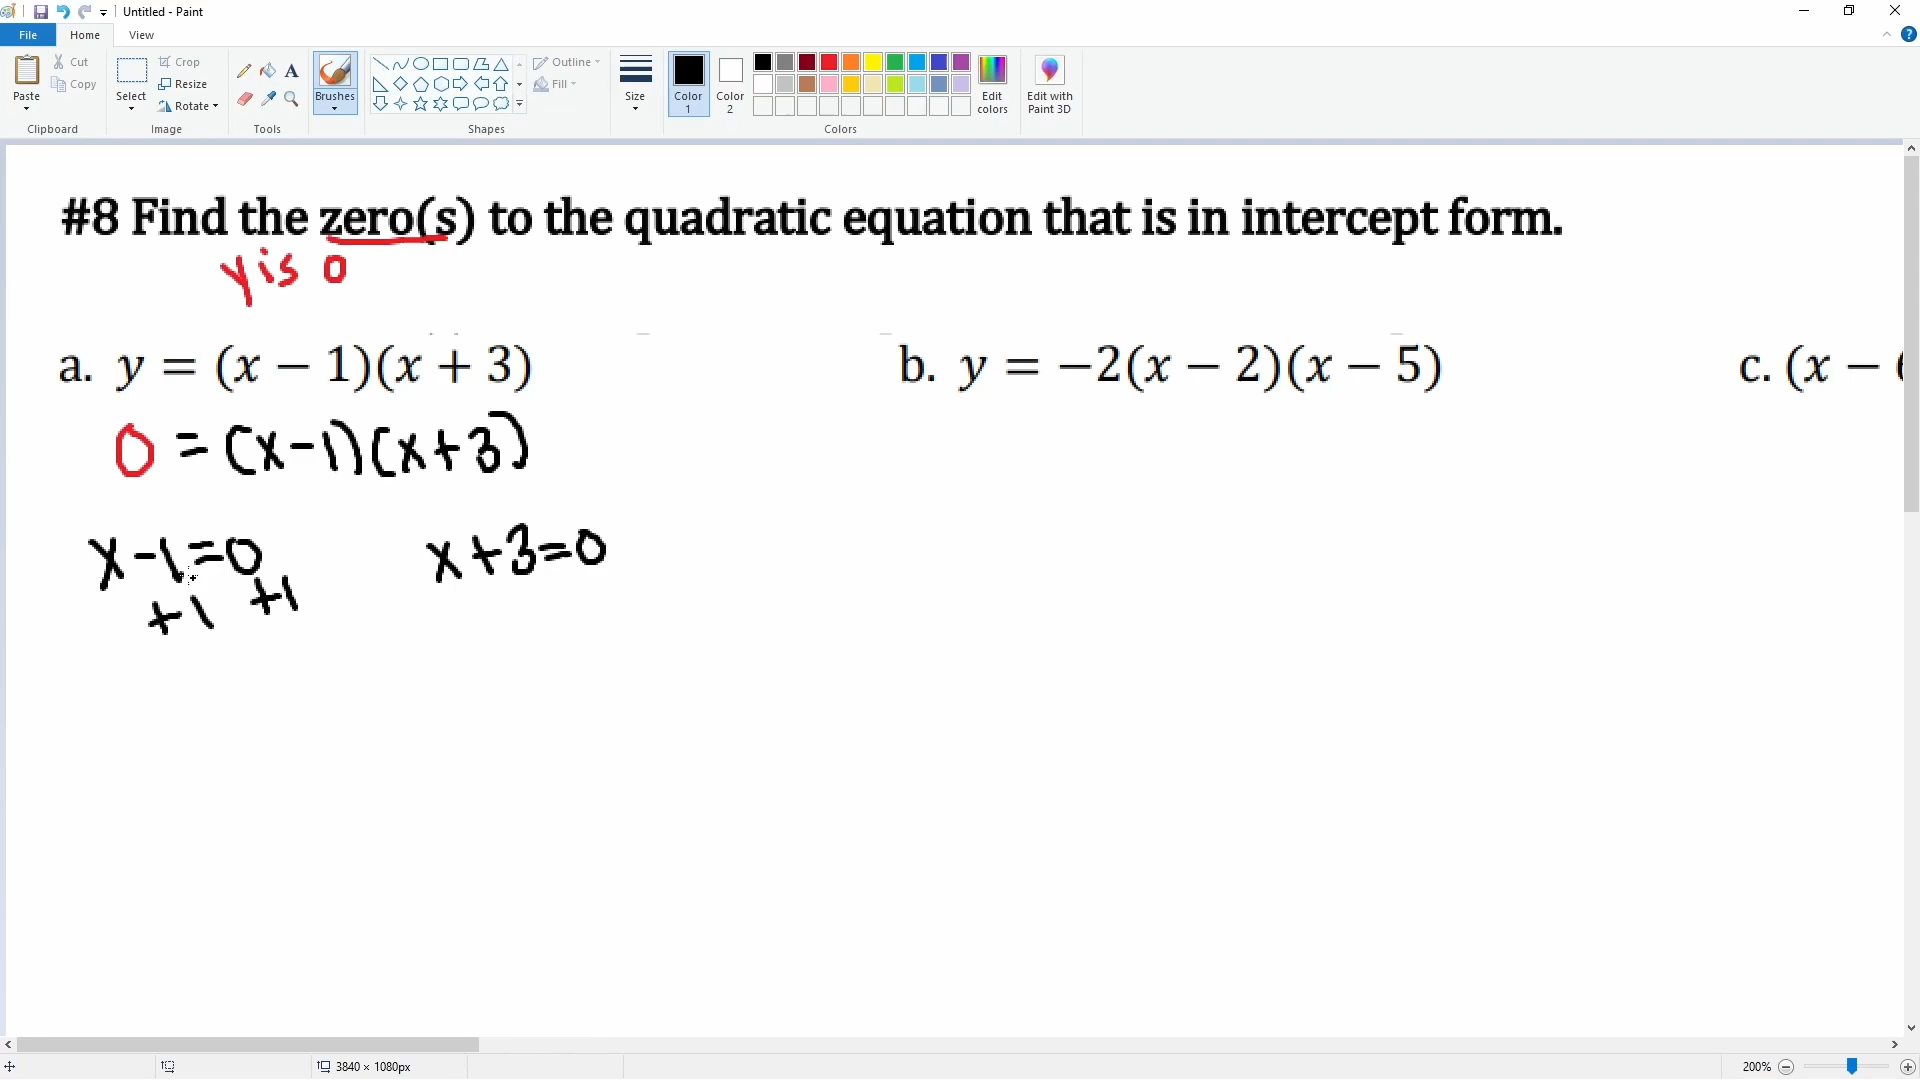 Untitled - Paint
File Home View
Paste Cut Copy Clipboard
Select Crop Resize Rotate Image
Tools
Brushes
Outline Fill Shapes
Size
Color 1 Color 2 Edit colors Colors
Edit with Paint 3D
#8 Find the zero(s) to the quadratic equation that is in intercept form.
y is 0
a. y = (x − 1)(x + 3) b. y = −2(x − 2)(x − 5) c. (x −
0 = (x-1)(x+3)
x-1=0 x+3=0
+1 +1
3840 × 1080px 200%